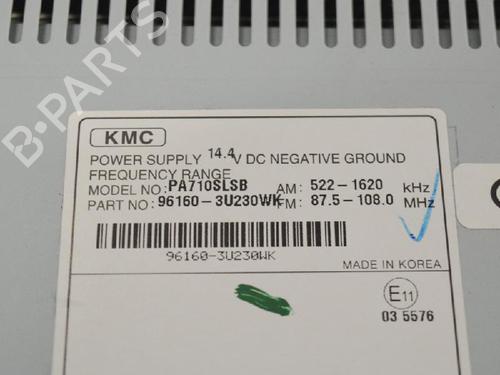 B-PARTS
KMC
POWER SUPPLY 14.4V DC NEGATIVE GROUND
FREQUENCY RANGE
MODEL NO: PA710SLSB AM: 522-1620 kHz
PART NO: 96160-3U230WK FM: 87.5-108.0 MHz
96160-3U230WK
MADE IN KOREA
E11
03 5576